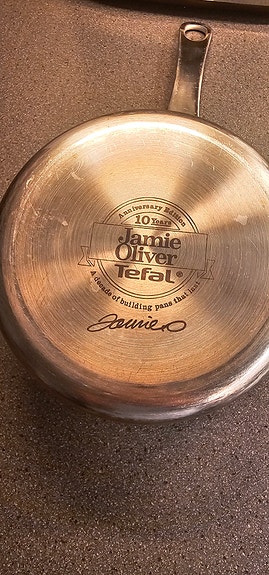 Anniversary Edition
10 Years
Jamie
Oliver
Tefal®
A decade of building pans that last
Jamie O